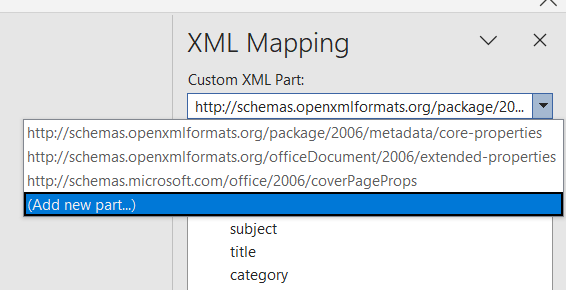 XML Mapping
Custom XML Part:
http://schemas.openxmlformats.org/package/20...
http://schemas.openxmlformats.org/package/2006/metadata/core-properties
http://schemas.openxmlformats.org/officeDocument/2006/extended-properties
http://schemas.microsoft.com/office/2006/coverPageProps
(Add new part...)
subject
title
category